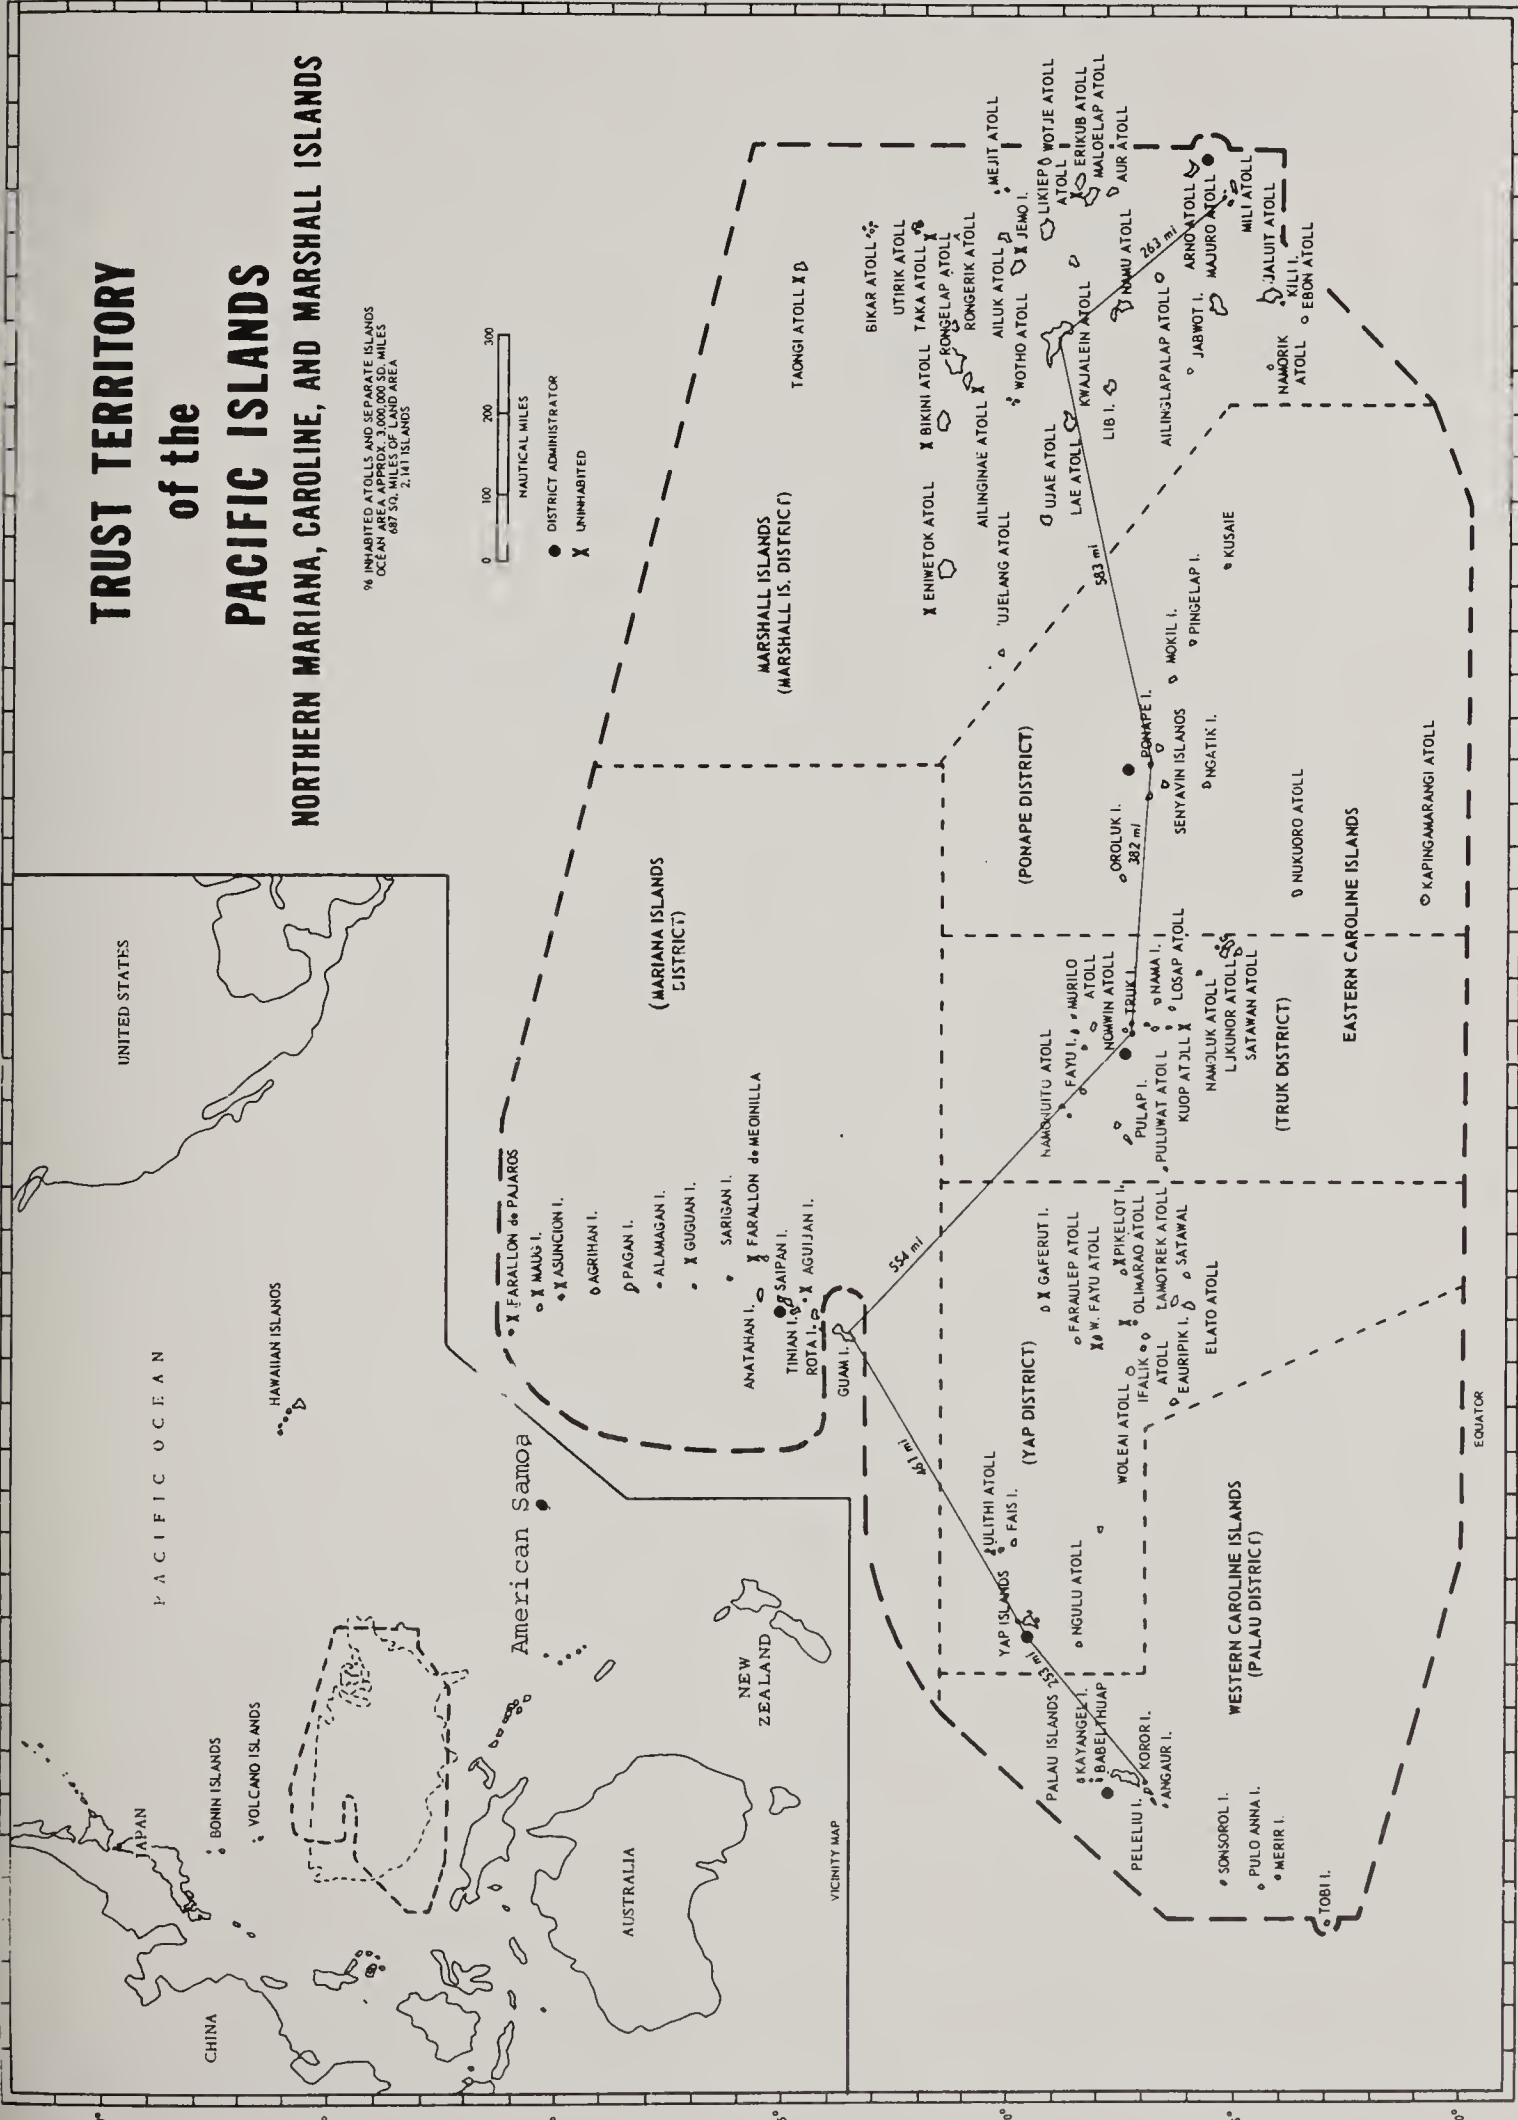 TRUST TERRITORY
of the
PACIFIC ISLANDS
NORTHERN MARIANA, CAROLINE, AND MARSHALL ISLANDS
96 INHABITED ATOLLS AND SEPARATE ISLANDS
OCEAN AREA APPROX. 3,000,000 SQ. MILES
687 SQ. MILES OF LAND AREA
2,141 ISLANDS
0 100 200 300
NAUTICAL MILES
● DISTRICT ADMINISTRATOR
X UNINHABITED
UNITED STATES
PACIFIC OCEAN
HAWAIIAN ISLANDS
American Samoa
JAPAN
BONIN ISLANDS
VOLCANO ISLANDS
CHINA
AUSTRALIA
NEW
ZEALAND
VICINITY MAP
MARSHALL ISLANDS
(MARSHALL IS. DISTRICT)
TAONGI ATOLL X
BIKAR ATOLL
UTIRIK ATOLL
TAKA ATOLL X
X BIKINI ATOLL
RONGELAP ATOLL
RONGERIK ATOLL
X ENIWETOK ATOLL
AILINGINAE ATOLL X
AILUK ATOLL
MEJIT ATOLL
X JEMO I.
WOTHO ATOLL
UJELANG ATOLL
LIKIEP
ATOLL
WOTJE ATOLL
X ERIKUB ATOLL
MALOELAP ATOLL
AUR ATOLL
UJAE ATOLL
LAE ATOLL
KWAJALEIN ATOLL
LIB I.
NAMU ATOLL
AILINGLAPALAP ATOLL
JABWOT I.
263 mi
ARNO ATOLL
MAJURO ATOLL
MILI ATOLL
JALUIT ATOLL
KILI I.
EBON ATOLL
NAMORIK
ATOLL
583 mi
KUSAIE
PINGELAP I.
MOKIL I.
(PONAPE DISTRICT)
PONAPE I.
SENYAVIN ISLANDS
NGATIK I.
OROLUK I.
382 mi
NUKUORO ATOLL
KAPINGAMARANGI ATOLL
EASTERN CAROLINE ISLANDS
(MARIANA ISLANDS
DISTRICT)
X FARALLON de PAJAROS
X MAUG I.
X ASUNCION I.
AGRIHAN I.
PAGAN I.
ALAMAGAN I.
X GUGUAN I.
SARIGAN I.
ANATAHAN I.
X FARALLON de MEDINILLA
SAIPAN I.
TINIAN I.
X AGUIJAN I.
ROTA I.
GUAM I.
554 mi
461 mi
NAMONUITO ATOLL
FAYU I.
MURILO
ATOLL
NOMWIN ATOLL
TRUK I.
NAMA I.
LOSAP ATOLL
PULAP I.
PULUWAT ATOLL
KUOP ATOLL X
NAMOLUK ATOLL
LUKUNOR ATOLL
SATAWAN ATOLL
(TRUK DISTRICT)
X GAFERUT I.
FARAULEP ATOLL
X W. FAYU ATOLL
X PIKELOT I.
X OLIMARAO ATOLL
LAMOTREK ATOLL
SATAWAL
ELATO ATOLL
(YAP DISTRICT)
WOLEAI ATOLL
IFALIK
ATOLL
EAURIPIK I.
ULITHI ATOLL
FAIS I.
YAP ISLANDS
NGULU ATOLL
253 mi
PALAU ISLANDS
KAYANGEL I.
BABELTHUAP
KOROR I.
PELELIU I.
ANGAUR I.
WESTERN CAROLINE ISLANDS
(PALAU DISTRICT)
SONSOROL I.
PULO ANNA I.
MERIR I.
TOBI I.
EQUATOR